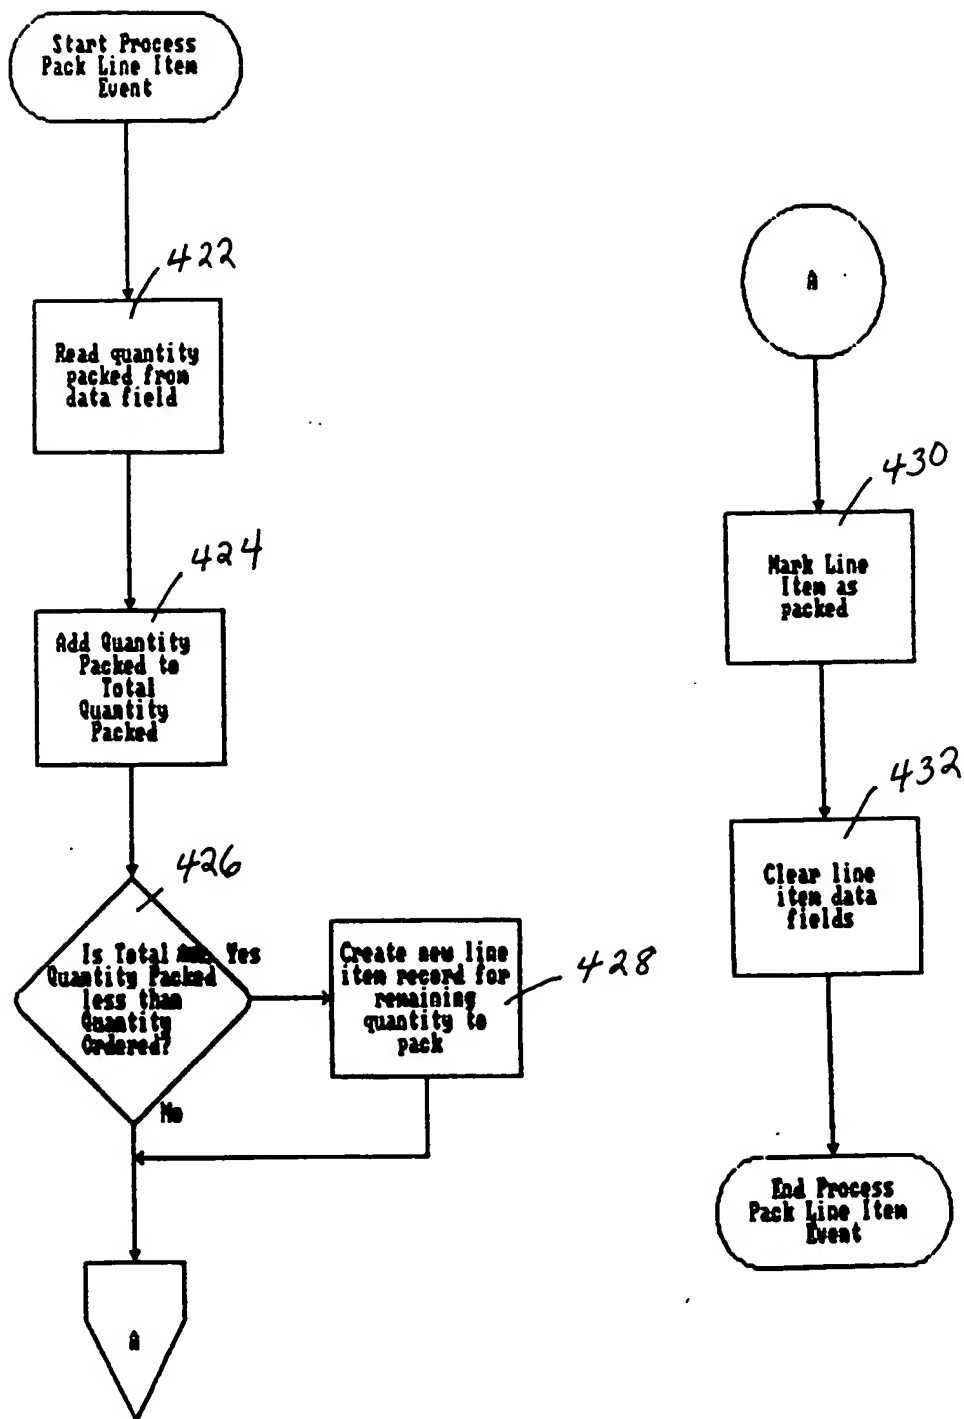 Start Process
Pack Line Item
Event
422
Read quantity
packed from
data field
424
Add Quantity
Packed to
Total
Quantity
Packed
426
Is Total
Quantity Packed
less than
Quantity
Ordered?
Yes
No
Create new line
item record for
remaining
quantity to
pack
428
A
A
430
Mark Line
Item as
packed
432
Clear line
item data
fields
End Process
Pack Line Item
Event